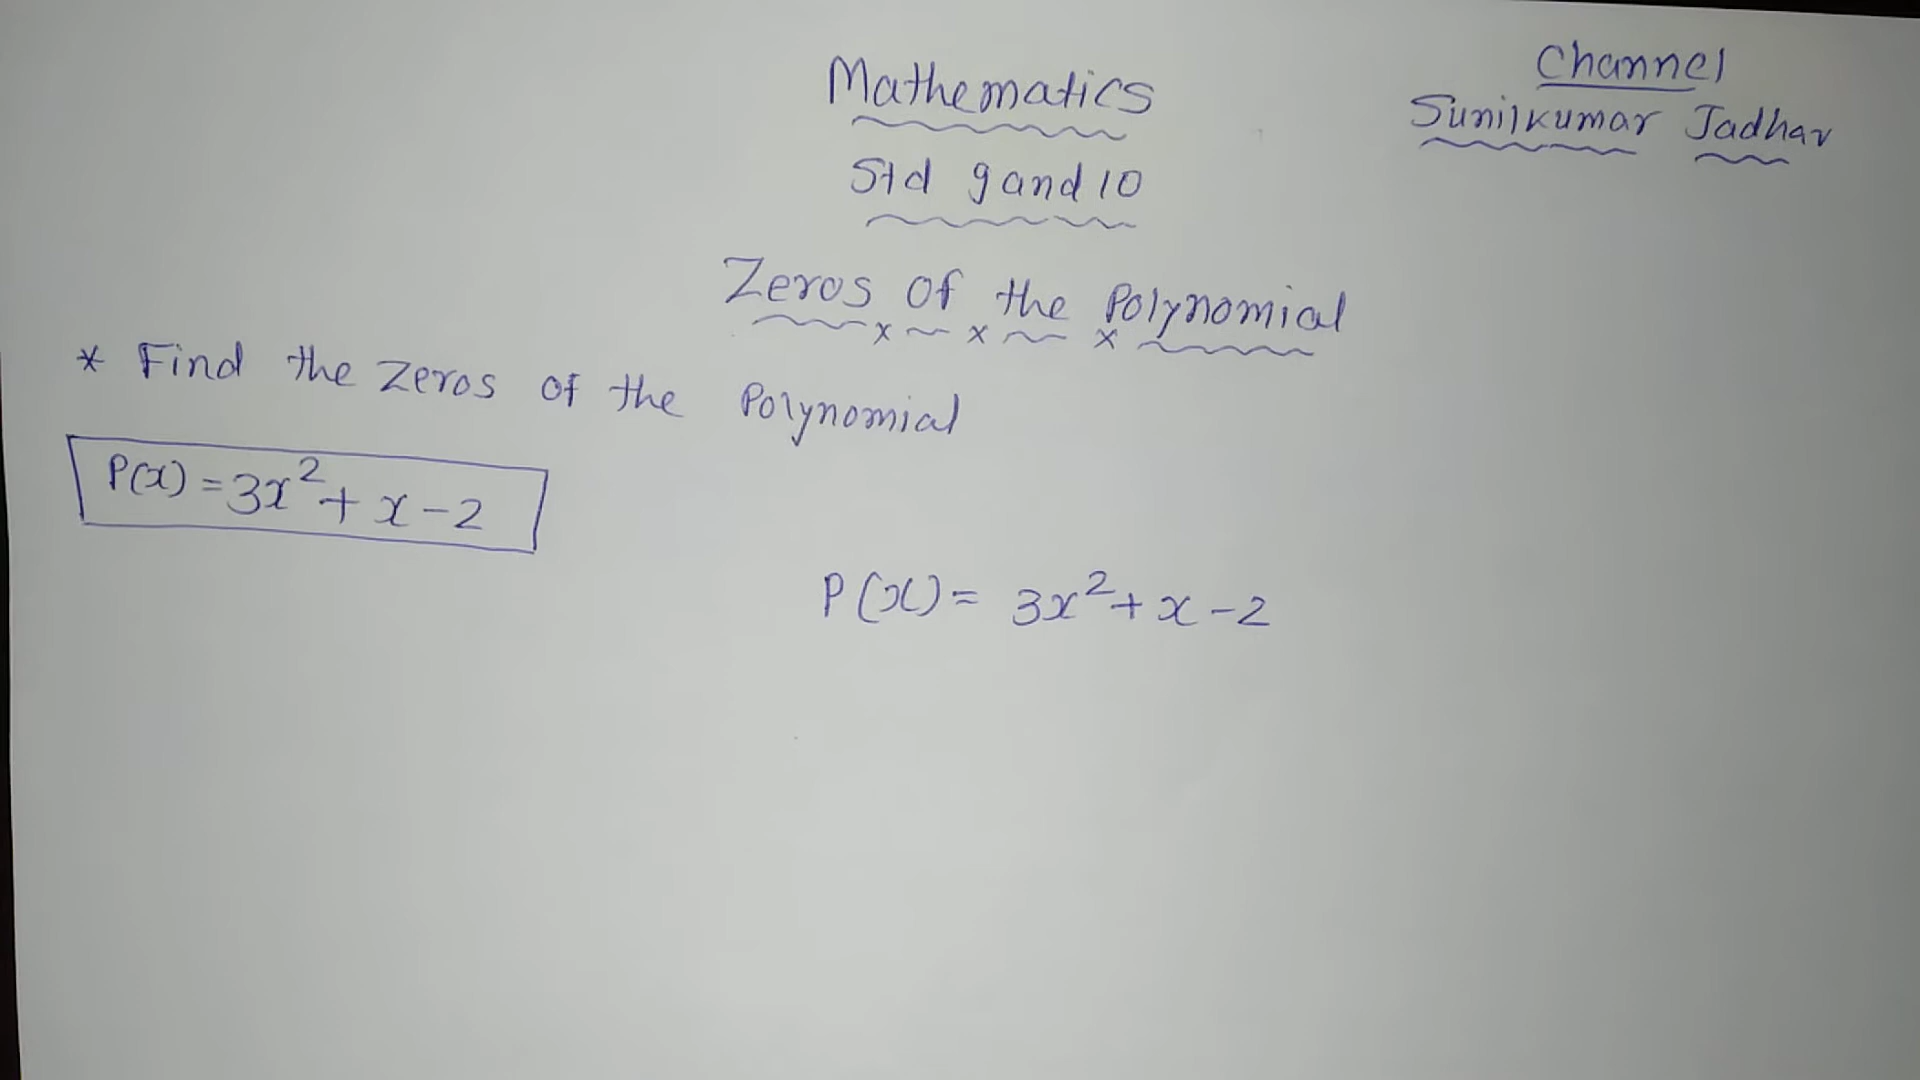 Mathematics
Channel
Sunilkumar Jadhav
Std 9 and 10
Zeros of the Polynomial
* Find the zeros of the Polynomial
P(x) = 3x² + x - 2
P(x) = 3x² + x - 2